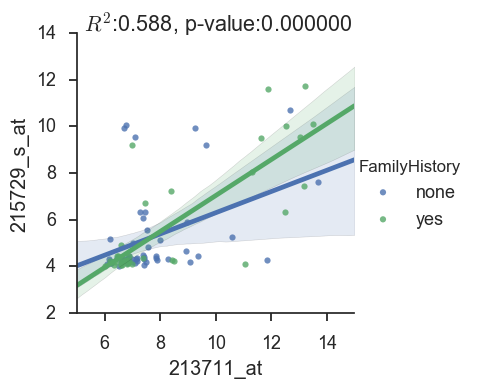 R²:0.588, p-value:0.000000
14
12
10
8
6
4
2
215729_s_at
6 8 10 12 14
213711_at
FamilyHistory
none
yes